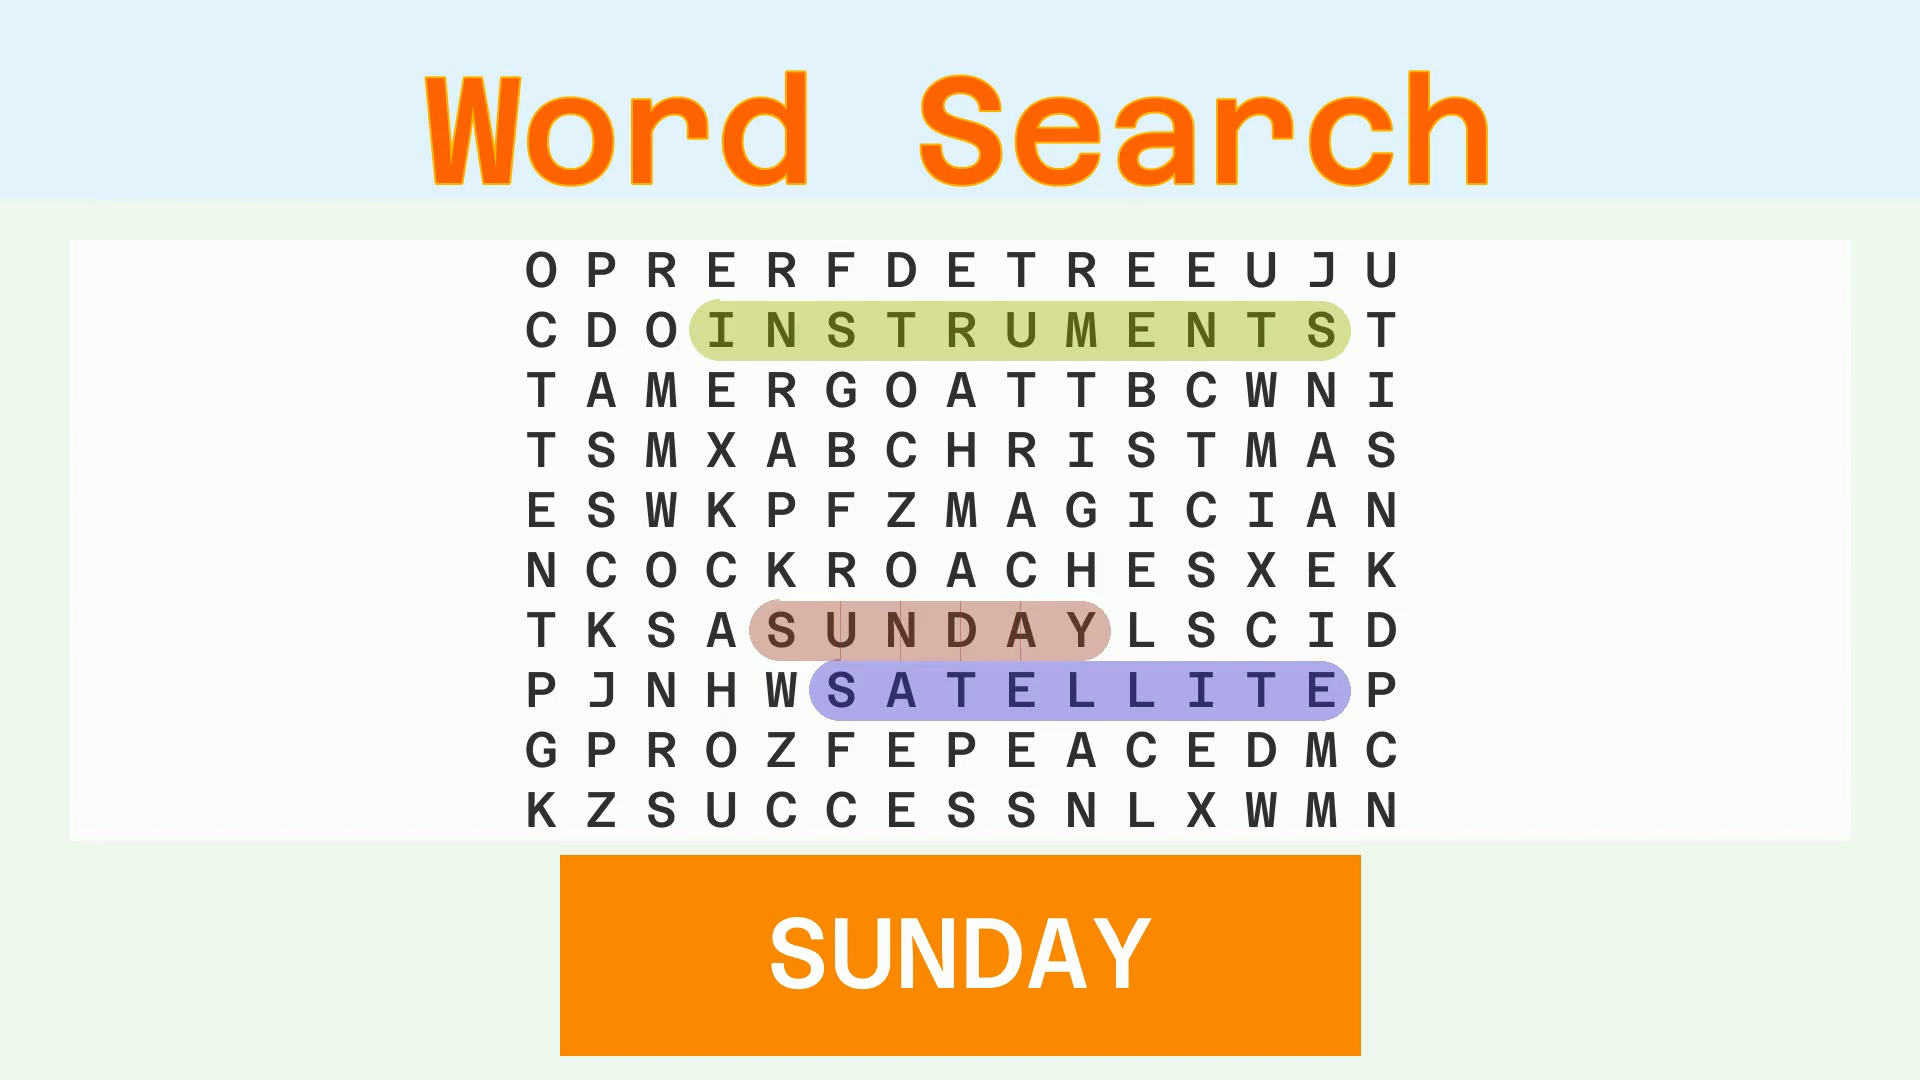 Word Search
O P R E R F D E T R E E U J U
C D O I N S T R U M E N T S T
T A M E R G O A T T B C W N I
T S M X A B C H R I S T M A S
E S W K P F Z M A G I C I A N
N C O C K R O A C H E S X E K
T K S A S U N D A Y L S C I D
P J N H W S A T E L L I T E P
G P R O Z F E P E A C E D M C
K Z S U C C E S S N L X W M N
SUNDAY